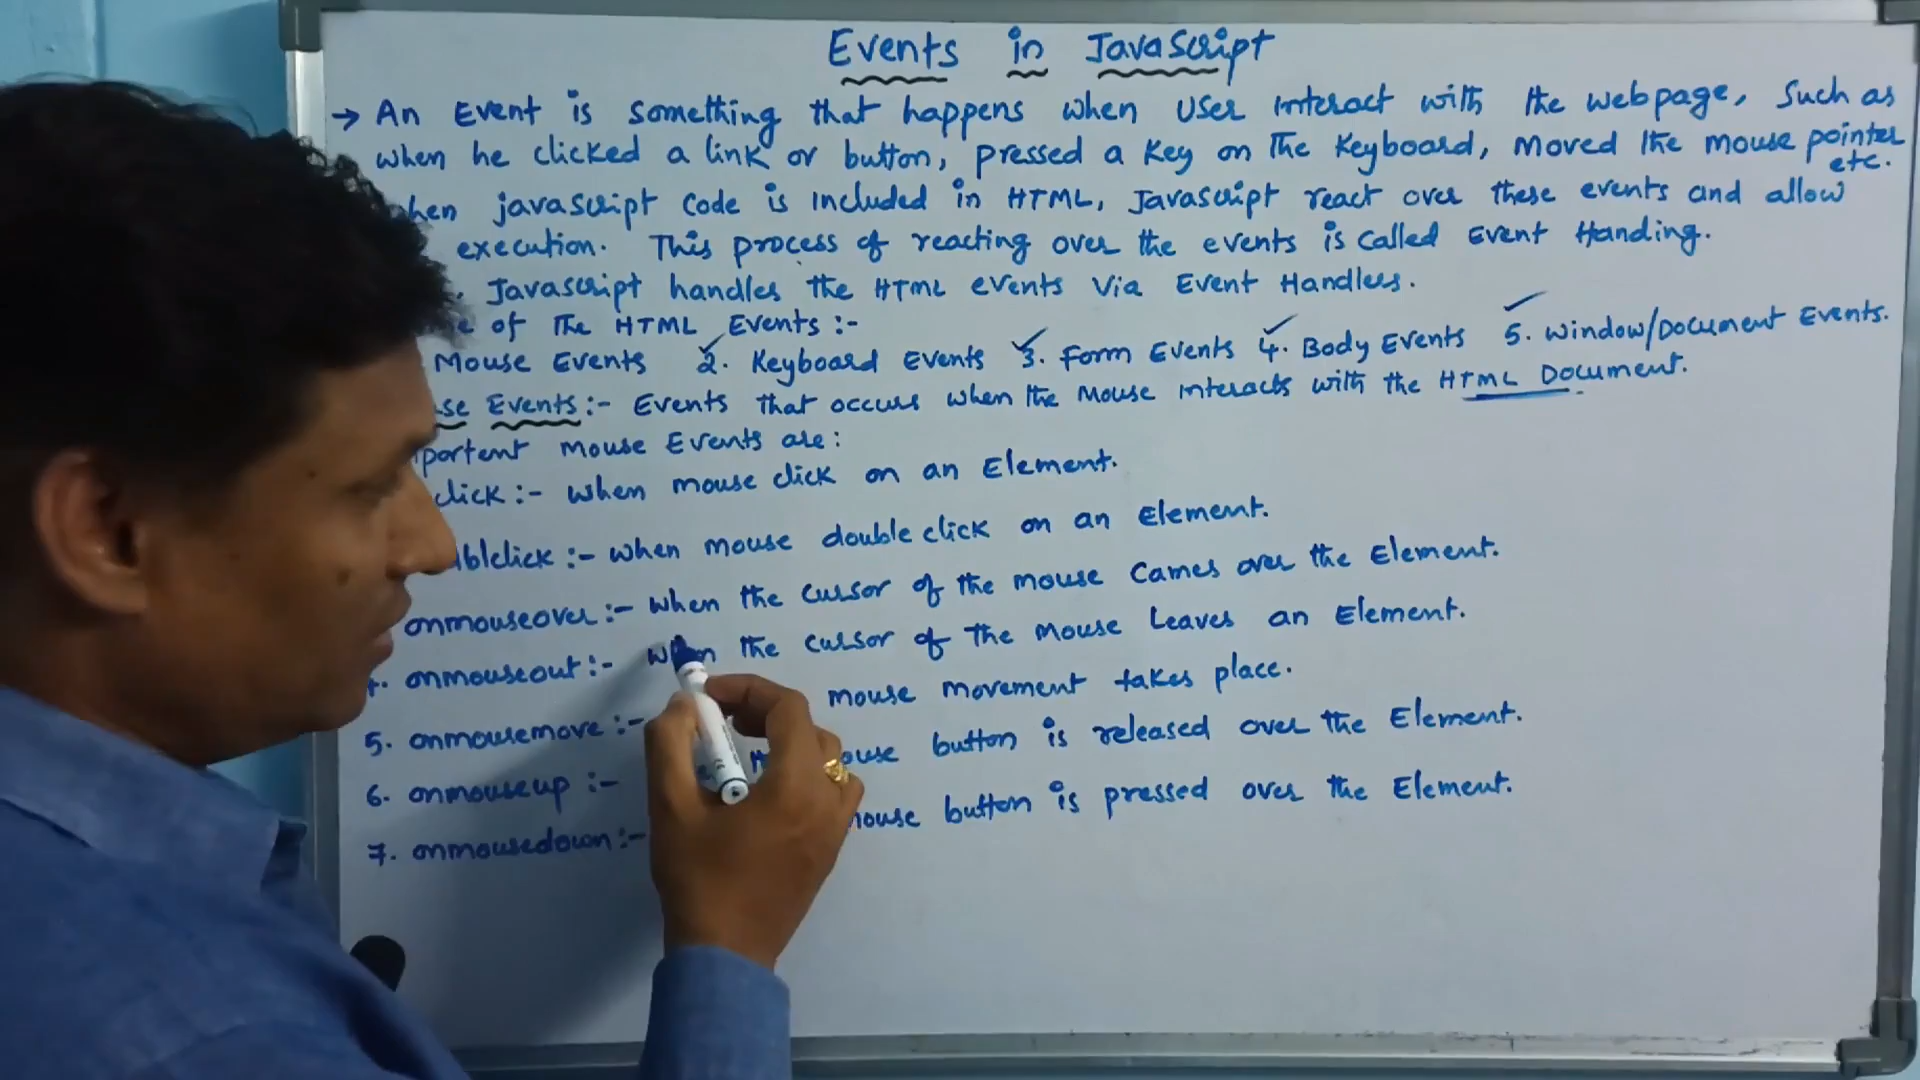 Events in JavaScript
→ An Event is something that happens when user interact with the webpage, such as
when he clicked a link or button, pressed a key on the keyboard, moved the mouse pointer
etc.
hen javascript code is included in HTML, Javascript react over these events and allow
execution. This process of reacting over the events is called Event Handing.
, Javascript handles the HTML events via Event Handlers.
e of the HTML Events :-
Mouse Events 2. Keyboard Events 3. Form Events 4. Body Events 5. Window/Document Events.
se Events :- Events that occurs when the mouse interacts with the HTML Document.
portent mouse Events are:
click :- when mouse click on an Element.
blclick :- when mouse double click on an Element.
onmouseover :- when the cursor of the mouse cames over the Element.
4. onmouseout :- when the cursor of the mouse leaves an Element.
5. onmousemove :- mouse movement takes place.
6. onmouseup :- ouse button is released over the Element.
7. onmousedown :- mouse button is pressed over the Element.